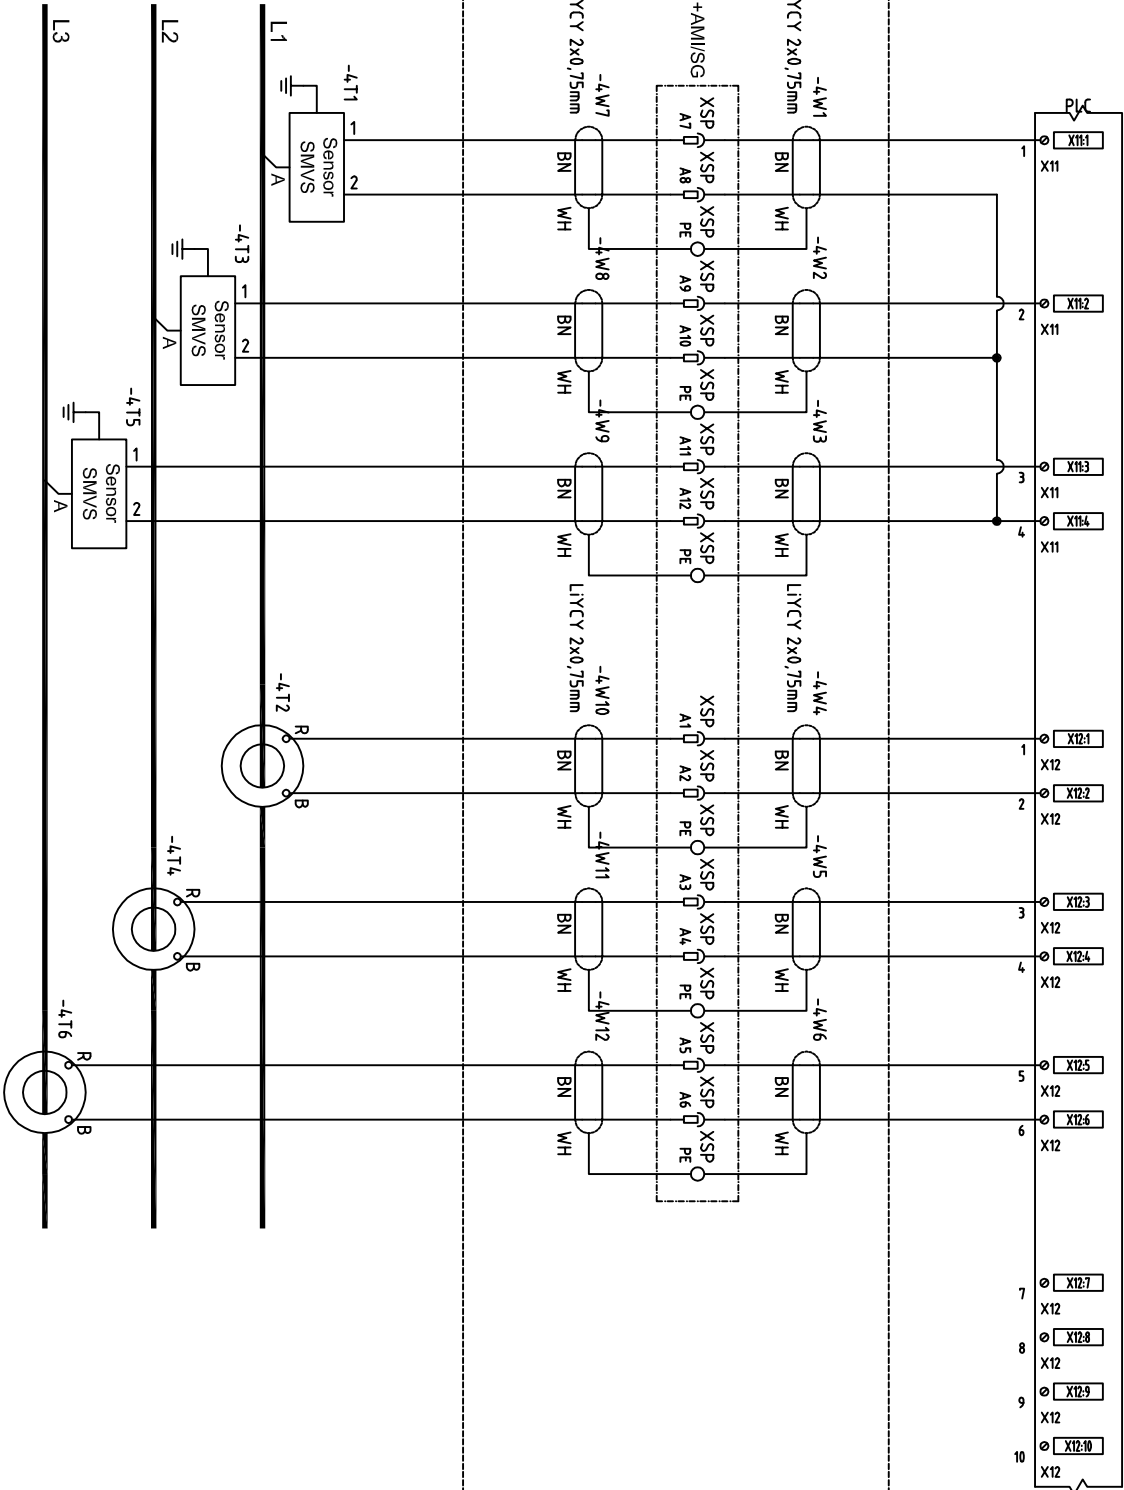 PLC
X11:1
X11:2
X11:3
X11:4
X12:1
X12:2
X12:3
X12:4
X12:5
X12:6
X12:7
X12:8
X12:9
X12:10
X11
X11
X11
X11
X12
X12
X12
X12
X12
X12
X12
X12
X12
X12
1
2
3
4
1
2
3
4
5
6
7
8
9
10
-4W1
-4W2
-4W3
-4W4
-4W5
-4W6
YCY 2x0,75mm
LiYCY 2x0,75mm
BN WH
BN WH
BN WH
BN WH
BN WH
BN WH
+AMI/SG
XSP XSP XSP
XSP XSP XSP
XSP XSP XSP
XSP XSP XSP
XSP XSP XSP
XSP XSP XSP
A7 A8 PE
A9 A10 PE
A11 A12 PE
A1 A2 PE
A3 A4 PE
A5 A6 PE
-4W7
-4W8
-4W9
-4W10
-4W11
-4W12
YCY 2x0,75mm
LiYCY 2x0,75mm
BN WH
BN WH
BN WH
BN WH
BN WH
BN WH
-4T1
1 2
Sensor
SMVS
A
L1
-4T2
R B
-4T3
1 2
Sensor
SMVS
A
L2
-4T4
R B
-4T5
1 2
Sensor
SMVS
A
L3
-4T6
R B